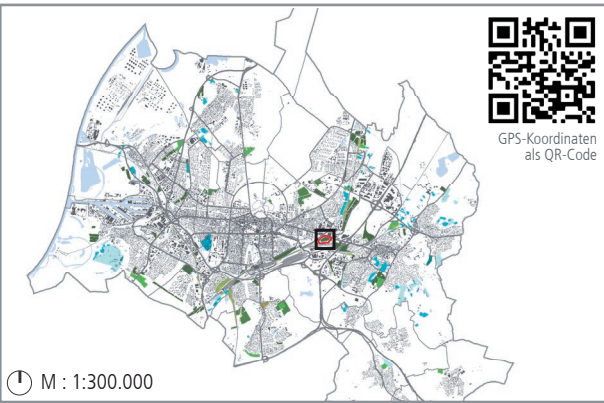 GPS-Koordinaten
als QR-Code
M : 1:300.000